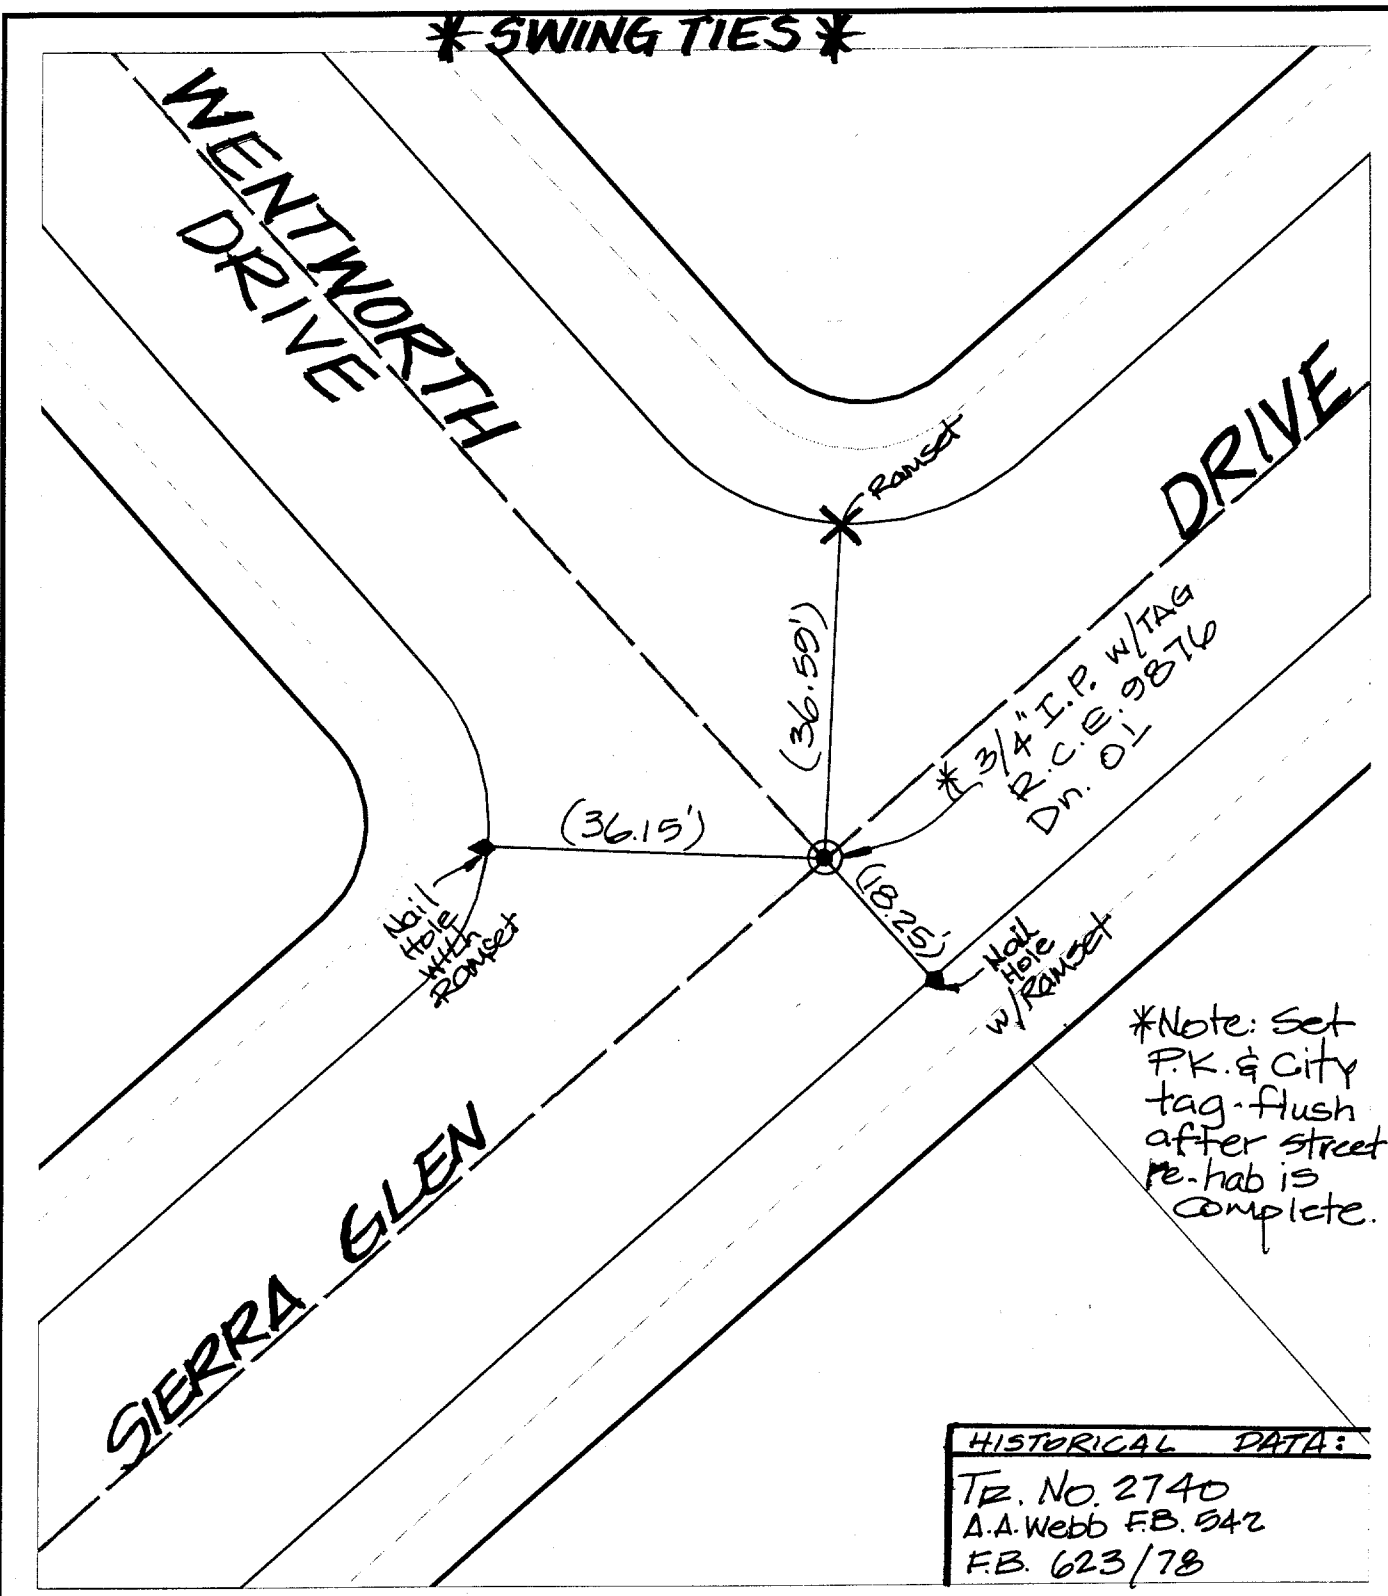 * SWING TIES *
WENTWORTH
DRIVE
Ramset
DRIVE
(36.59')
* 3/4" I.P. W/TAG
R.C.E. 9876
Dn. 01
(36.15')
(18.25')
Nail
Hole
With
Ramset
Nail
Hole
w/Ramset
*Note: Set
P.K. & City
tag-flush
after street
re-hab is
complete.
SIERRA GLEN
HISTORICAL DATA:
TR. NO. 2740
A.A. Webb F.B. 542
F.B. 623/78